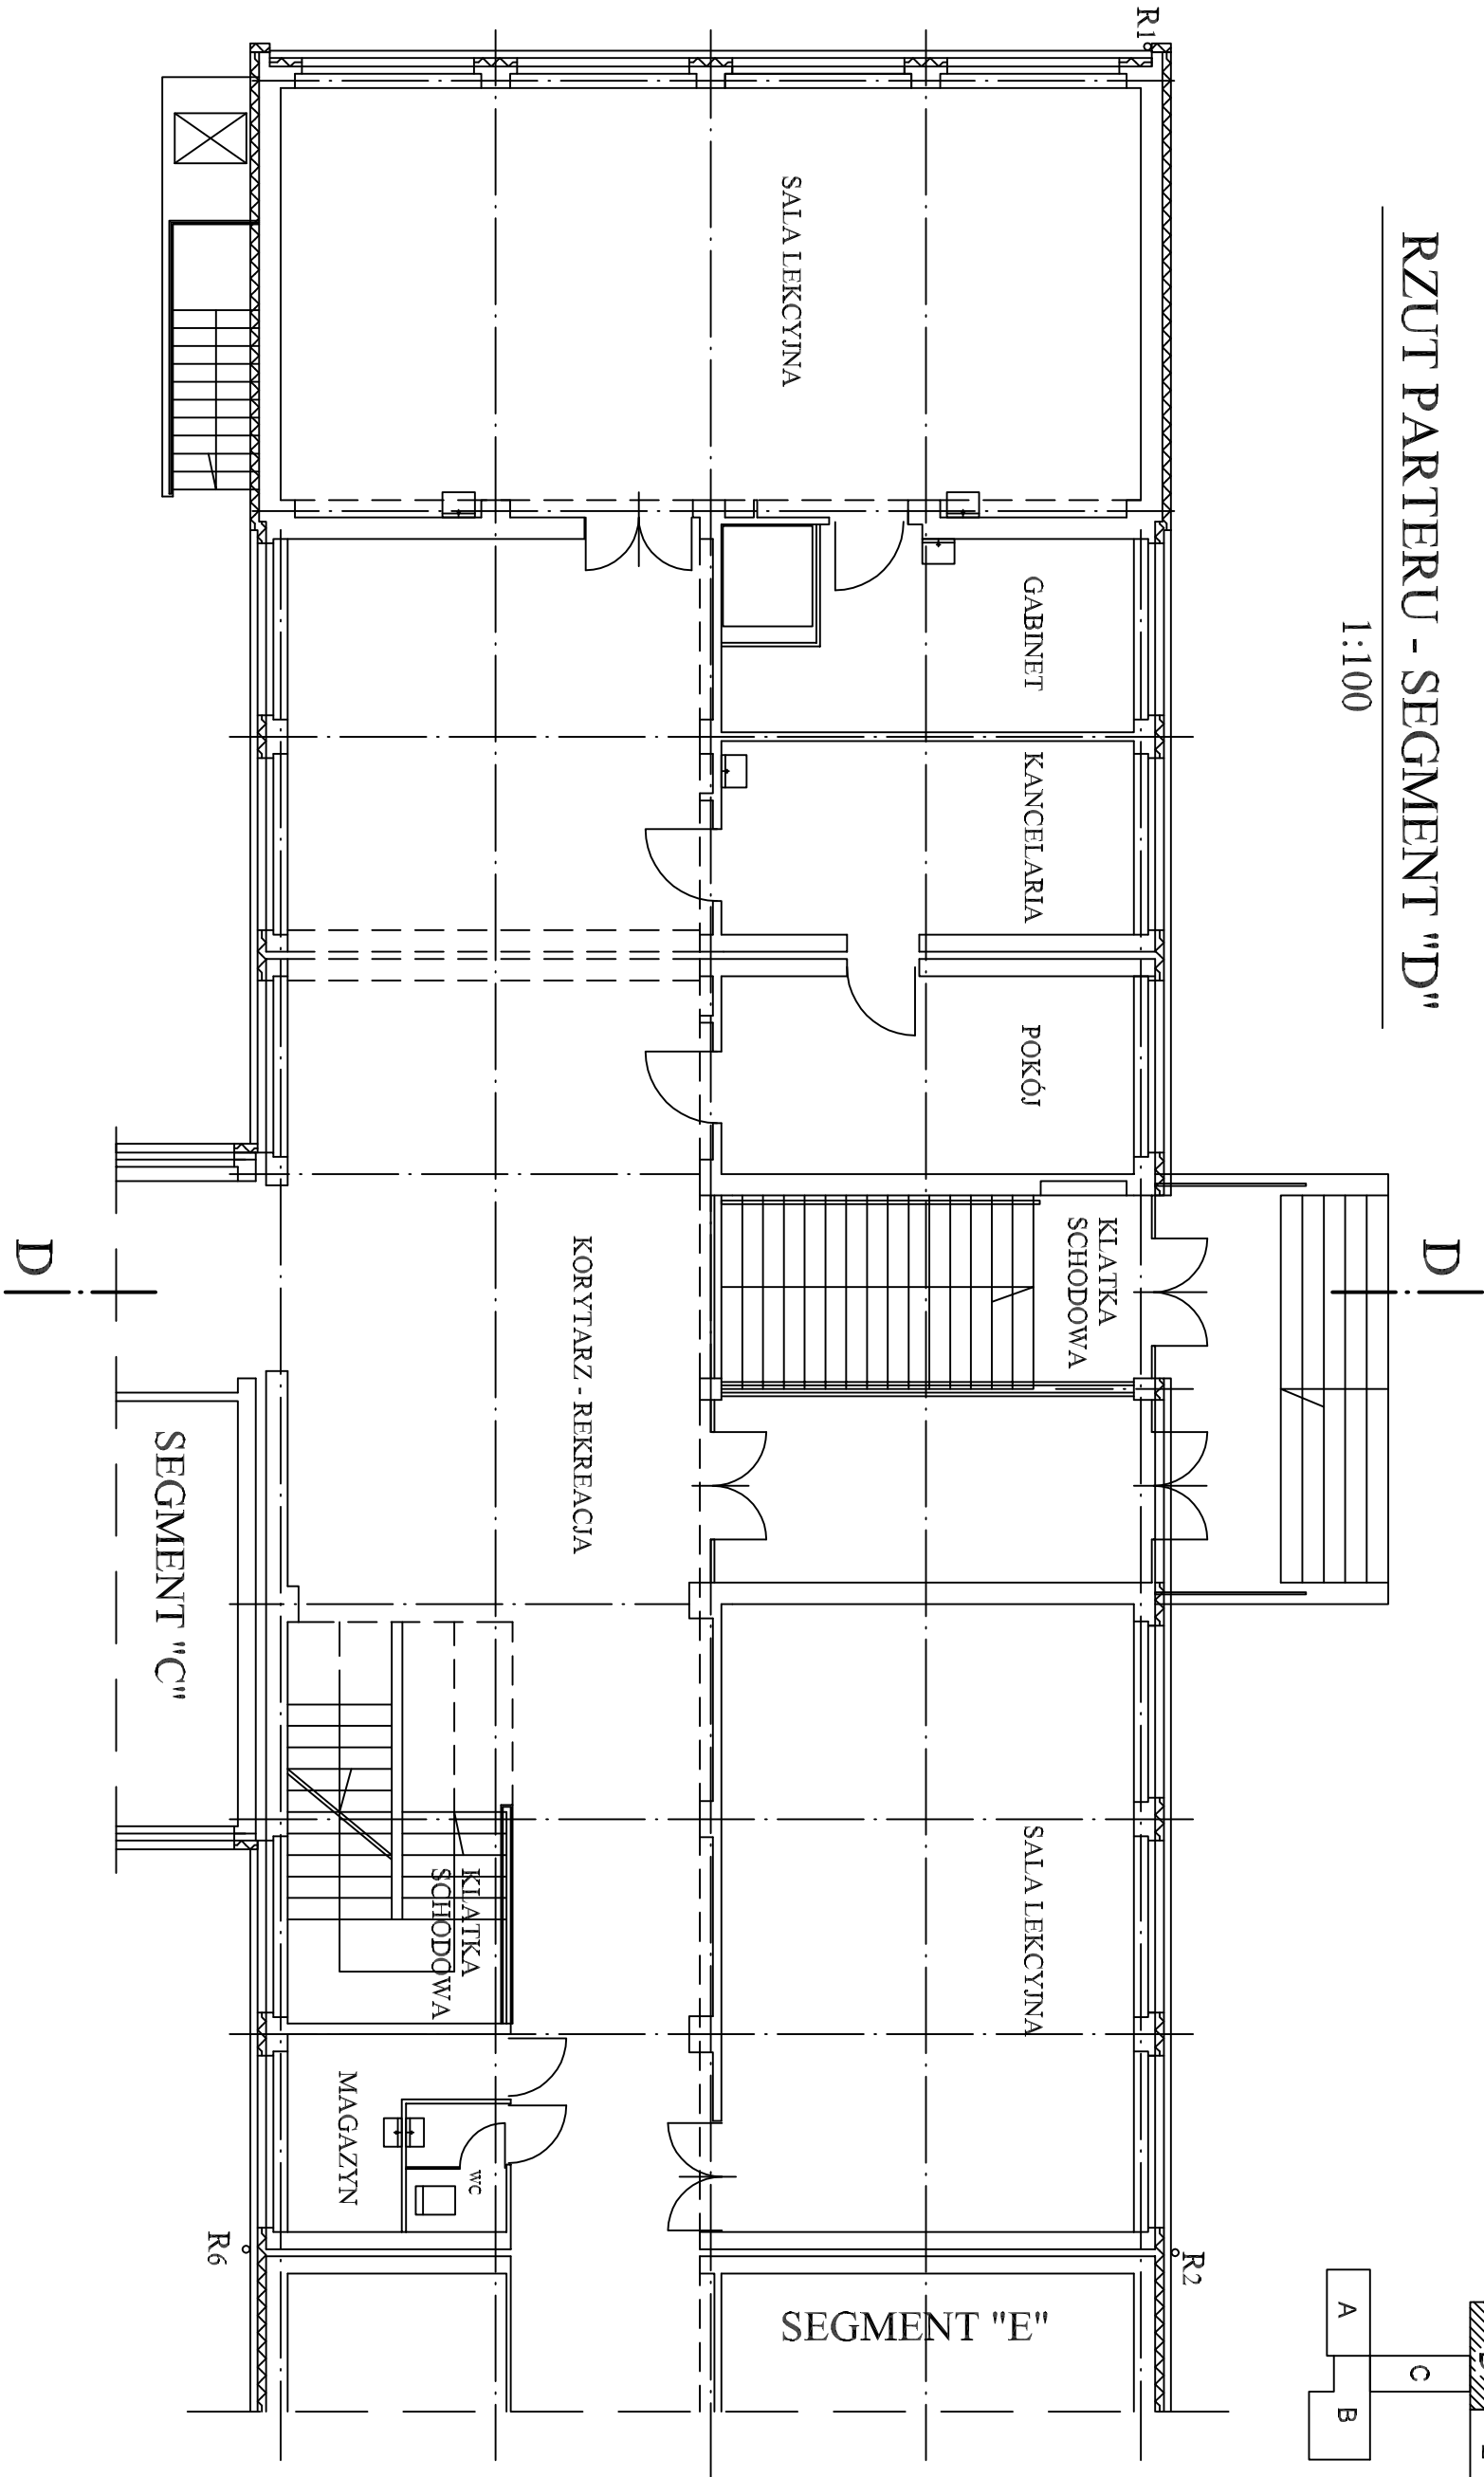 RZUT PARTERU - SEGMENT "D"
1:100
R1
SALA LEKCYJNA
GABINET
KANCELARIA
POKÓJ
KLATKA
SCHODOWA
D
D
KORYTARZ - REKREACJA
SEGMENT "C"
SALA LEKCYJNA
KLATKA
SCHODOWA
MAGAZYN
WC
R6
R2
SEGMENT "E"
A
C
B